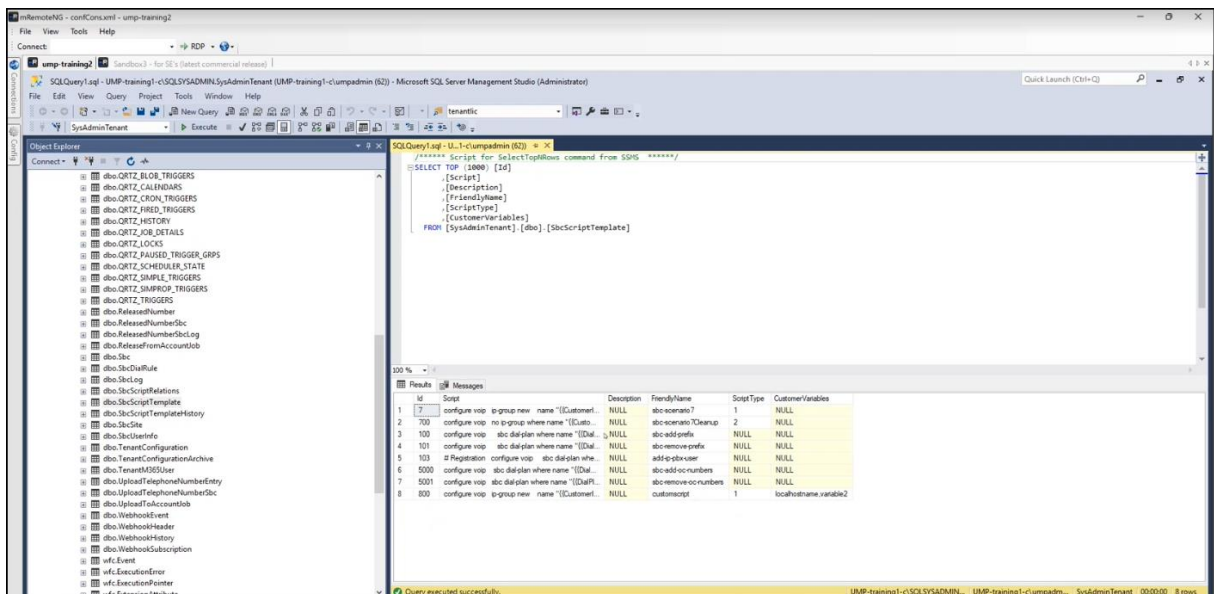 mRemoteNG - confCons.xml - ump-training2
File View Tools Help
Connect: RDP
ump-training2 Sandbox3 - for SE's (latest commercial release)
Connections
Config
SQLQuery1.sql - UMP-training1-c\SQLSYSADMIN.SysAdminTenant (UMP-training1-c\umpadmin (62)) - Microsoft SQL Server Management Studio (Administrator)
Quick Launch (Ctrl+Q)
File Edit View Query Project Tools Window Help
New Query tenantlic
SysAdminTenant Execute
Object Explorer
Connect
dbo.QRTZ_BLOB_TRIGGERS
dbo.QRTZ_CALENDARS
dbo.QRTZ_CRON_TRIGGERS
dbo.QRTZ_FIRED_TRIGGERS
dbo.QRTZ_HISTORY
dbo.QRTZ_JOB_DETAILS
dbo.QRTZ_LOCKS
dbo.QRTZ_PAUSED_TRIGGER_GRPS
dbo.QRTZ_SCHEDULER_STATE
dbo.QRTZ_SIMPLE_TRIGGERS
dbo.QRTZ_SIMPROP_TRIGGERS
dbo.QRTZ_TRIGGERS
dbo.ReleasedNumber
dbo.ReleasedNumberSbc
dbo.ReleasedNumberSbcLog
dbo.ReleaseFromAccountJob
dbo.Sbc
dbo.SbcDialRule
dbo.SbcLog
dbo.SbcScriptRelations
dbo.SbcScriptTemplate
dbo.SbcScriptTemplateHistory
dbo.SbcSite
dbo.SbcUserInfo
dbo.TenantConfiguration
dbo.TenantConfigurationArchive
dbo.TenantM365User
dbo.UploadTelephoneNumberEntry
dbo.UploadTelephoneNumberSbc
dbo.UploadToAccountJob
dbo.WebhookEvent
dbo.WebhookHeader
dbo.WebhookHistory
dbo.WebhookSubscription
wfc.Event
wfc.ExecutionError
wfc.ExecutionPointer
wfc.ExtensionAttribute
SQLQuery1.sql - U...1-c\umpadmin (62))
/****** Script for SelectTopNRows command from SSMS ******/
SELECT TOP (1000) [Id]
,[Script]
,[Description]
,[FriendlyName]
,[ScriptType]
,[CustomerVariables]
FROM [SysAdminTenant].[dbo].[SbcScriptTemplate]
100 %
Results Messages
Id Script Description FriendlyName ScriptType CustomerVariables
1 7 configure voip ip-group new name "{{CustomerI... NULL sbc-scenario7 1 NULL
2 700 configure voip no ip-group where name "{{Custo... NULL sbc-scenario7Cleanup 2 NULL
3 100 configure voip sbc dial-plan where name "{{Dial... NULL sbc-add-prefix NULL NULL
4 101 configure voip sbc dial-plan where name "{{Dial... NULL sbc-remove-prefix NULL NULL
5 103 # Registration configure voip sbc dial-plan whe... NULL add-ip-pbx-user NULL NULL
6 5000 configure voip sbc dial-plan where name "{{Dial... NULL sbc-add-oc-numbers NULL NULL
7 5001 configure voip sbc dial-plan where name "{{DialPl... NULL sbc-remove-oc-numbers NULL NULL
8 800 configure voip ip-group new name "{{CustomerI... NULL customscript 1 localhostname,variable2
Query executed successfully. UMP-training1-c\SQLSYSADMIN... UMP-training1-c\umpadm... SysAdminTenant 00:00:00 8 rows